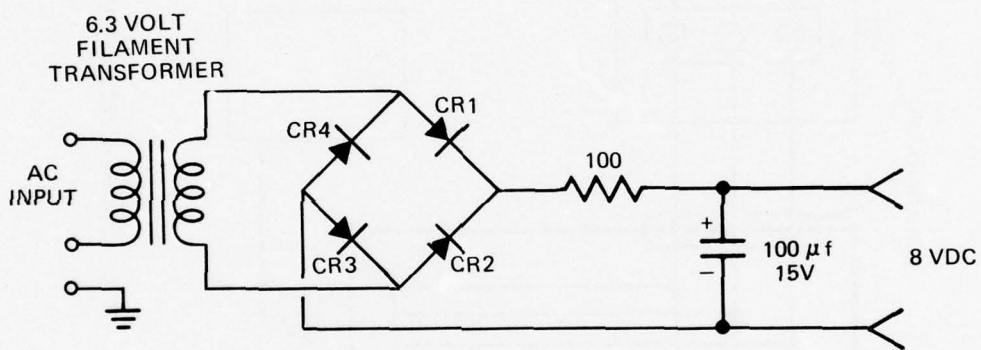 6.3 VOLT
FILAMENT
TRANSFORMER
AC
INPUT
CR4
CR1
CR3
CR2
100
+
100 μf
15V
−
8 VDC